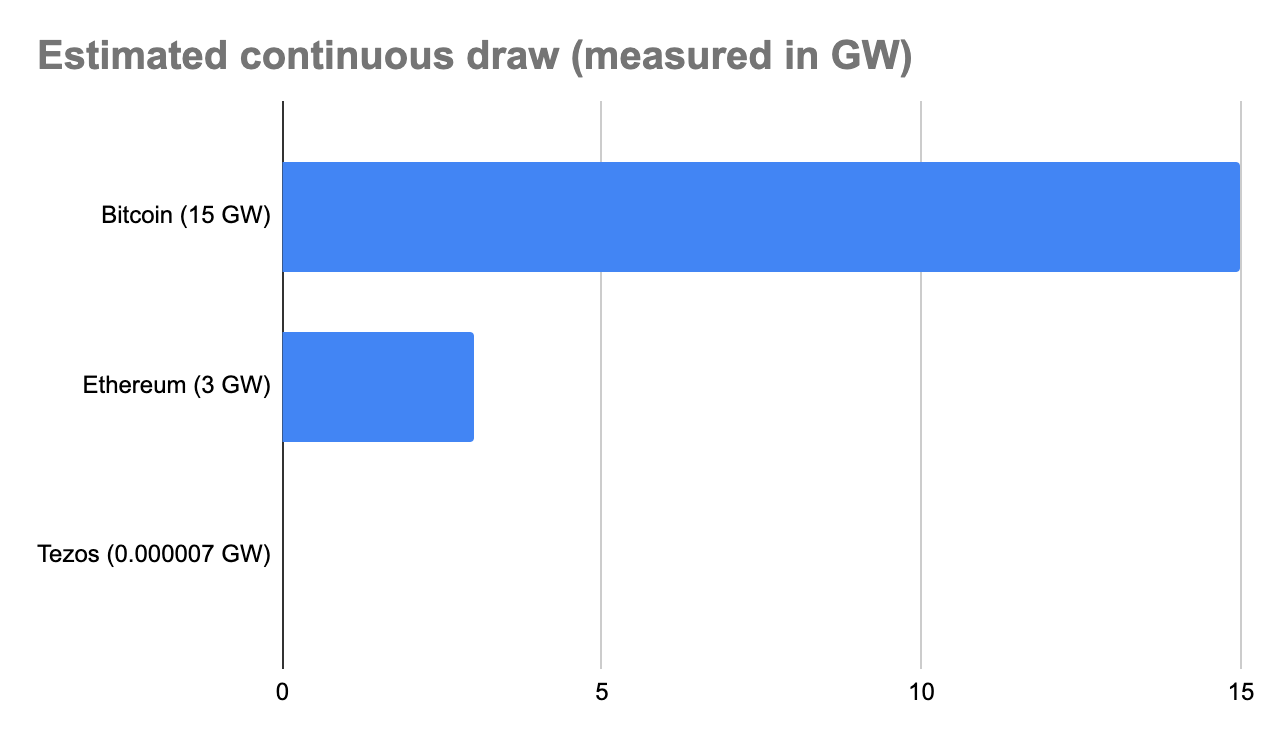 Estimated continuous draw (measured in GW)
Bitcoin (15 GW)
Ethereum (3 GW)
Tezos (0.000007 GW)
0 5 10 15